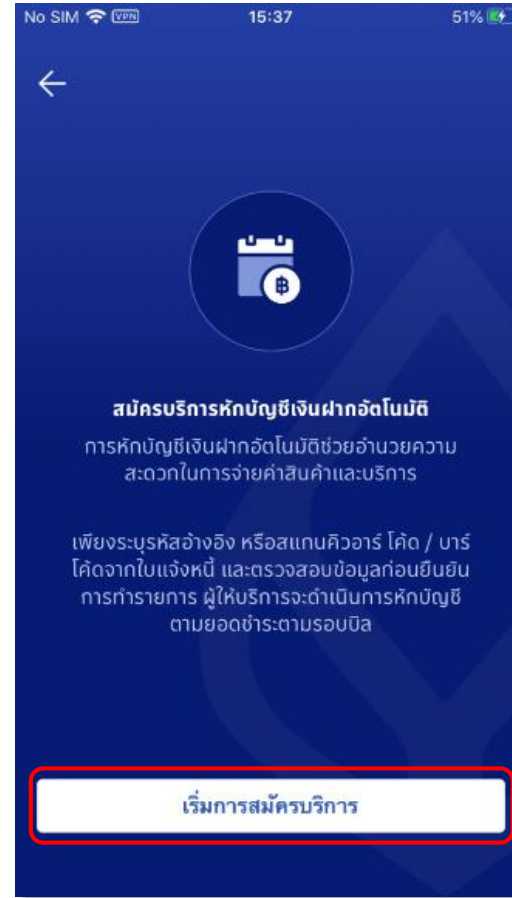 No SIM VPN 15:37 51%
สมัครบริการหักบัญชีเงินฝากอัตโนมัติ
การหักบัญชีเงินฝากอัตโนมัติช่วยอำนวยความ
สะดวกในการจ่ายค่าสินค้าและบริการ
เพียงระบุรหัสอ้างอิง หรือสแกนคิวอาร์ โค้ด / บาร์
โค้ดจากใบแจ้งหนี้ และตรวจสอบข้อมูลก่อนยืนยัน
การทำรายการ ผู้ให้บริการจะดำเนินการหักบัญชี
ตามยอดชำระตามรอบบิล
เริ่มการสมัครบริการ